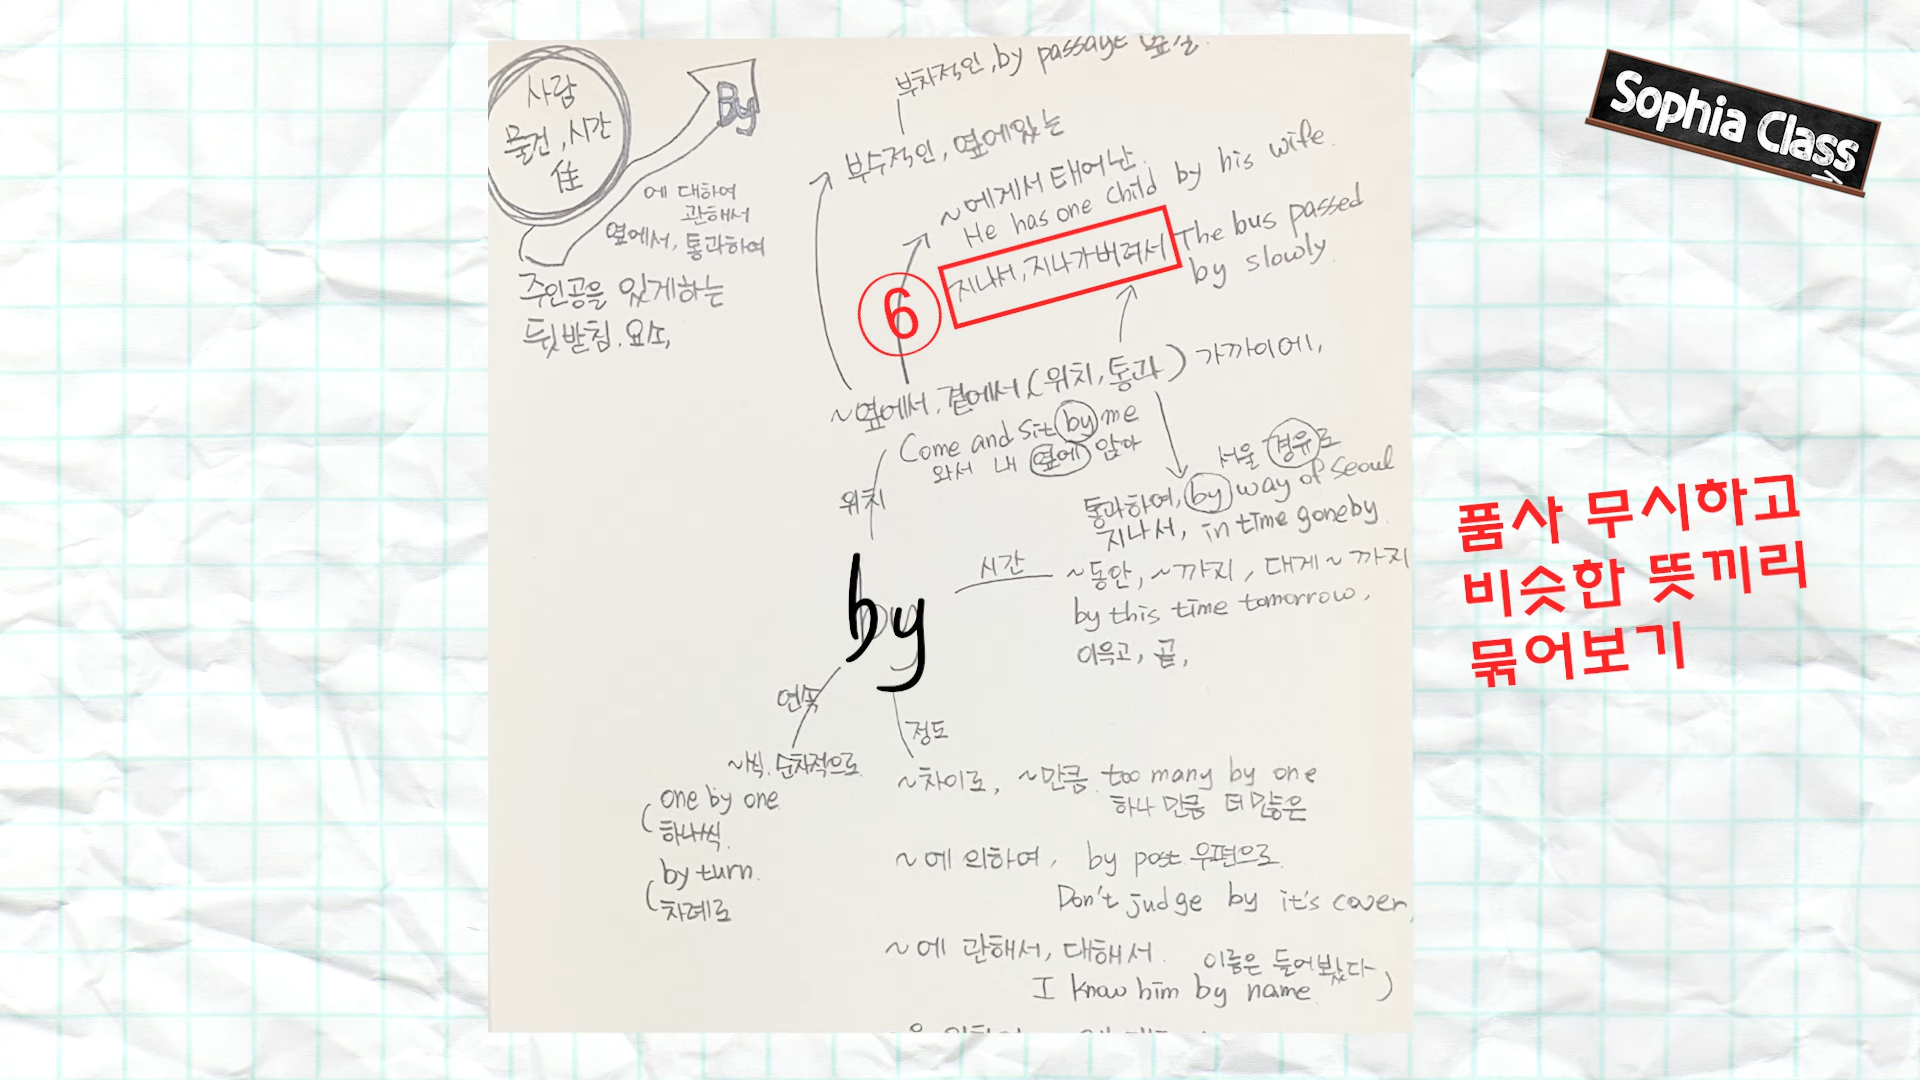 사람
물건, 시간
住
By
에 대하여
관해서
옆에서, 통과하여
주인공을 있게하는
뒷받침. 요소,
부차적인, by passage 옆길.
부수적인, 옆에있는
~에게서 태어난.
He has one child by his wife.
6
지나서, 지나가버려서
The bus passed
by slowly.
~옆에서. 곁에서, (위치, 통과) 가까이에,
Come and sit by me
와서 내 옆에 앉아
위치
서울 경유로
통과하여, by way of Seoul
지나서, in time gone by.
by
시간
~동안, ~까지, 대게 ~까지
by this time tomorrow,
이윽고, 끝,
연속
~씩. 순차적으로.
one by one
하나씩.
by turn.
차례로
정도
~차이로, ~만큼. too many by one
하나 만큼 더 많은
~에 의하여, by post 우편으로.
Don't judge by it's cover,
~에 관해서, 대해서. 이름은 들어봤다
I know him by name.
Sophia Class
품사 무시하고
비슷한 뜻끼리
묶어보기